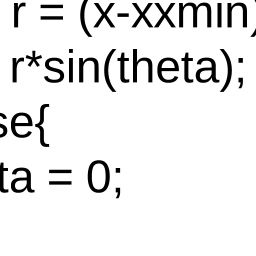 r = (x-xxmin)
r*sin(theta);
se{
ta = 0;